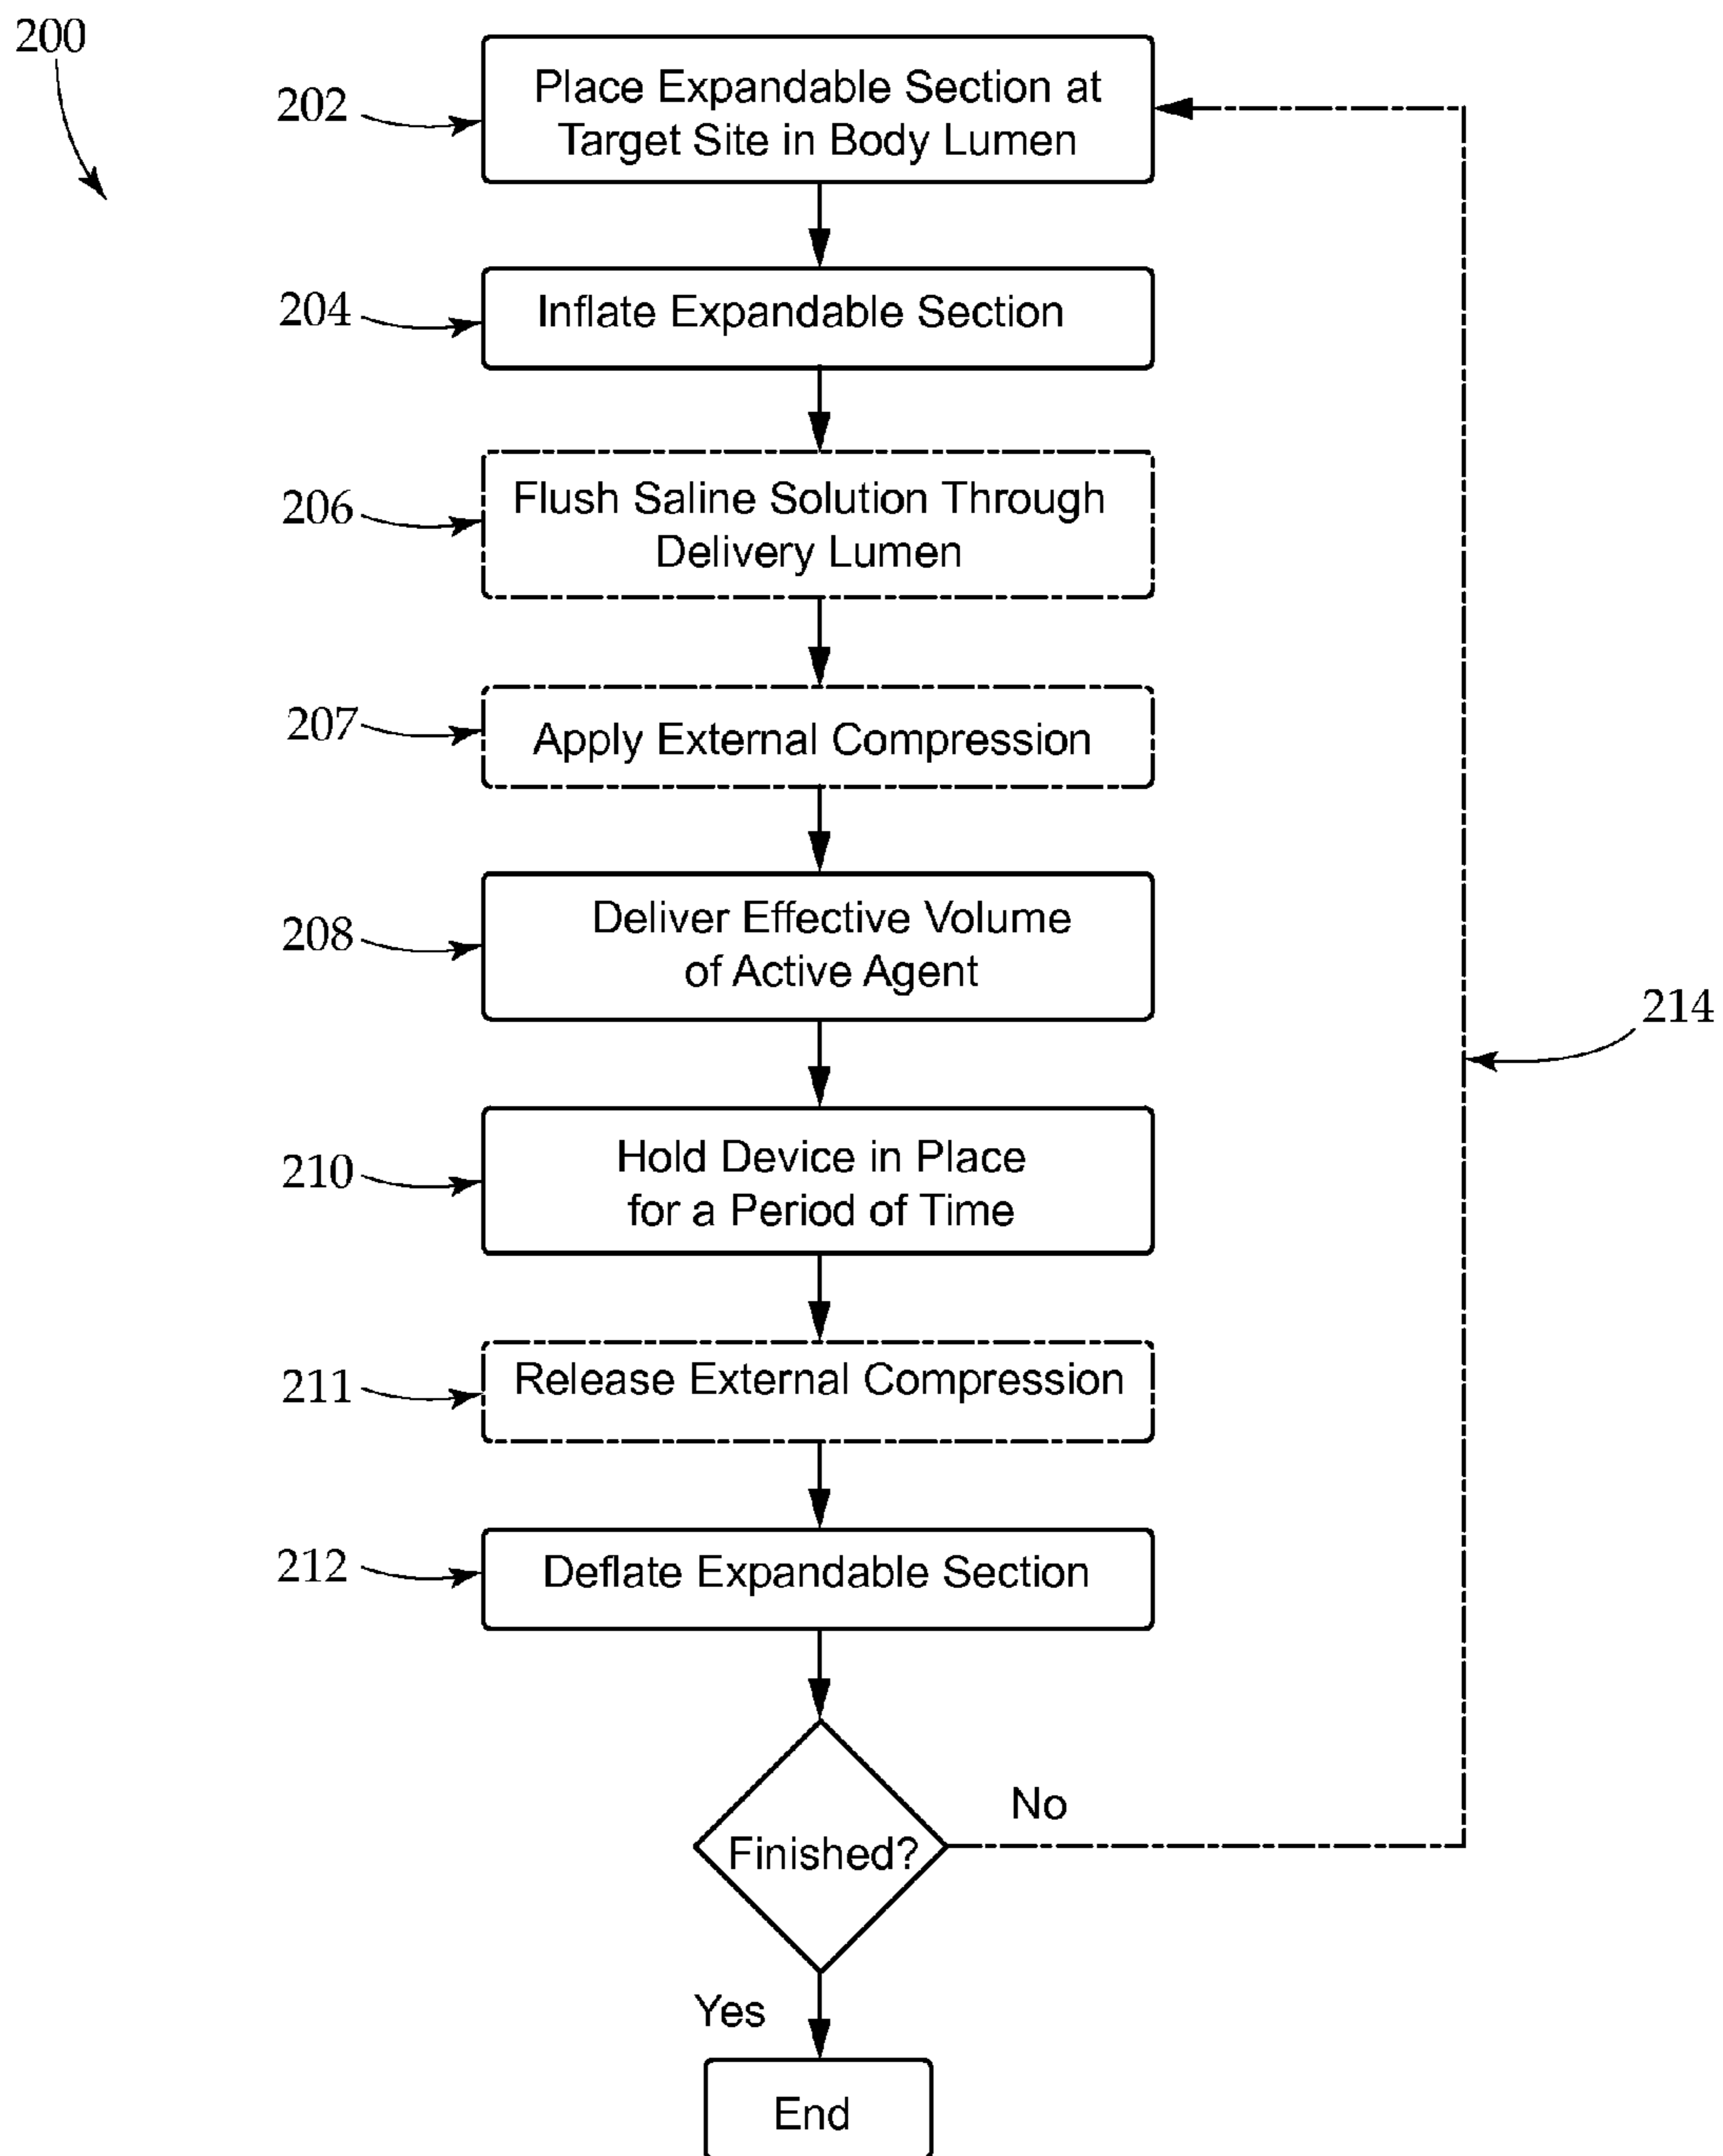 200
202
Place Expandable Section at
Target Site in Body Lumen
204
Inflate Expandable Section
206
Flush Saline Solution Through
Delivery Lumen
207
Apply External Compression
208
Deliver Effective Volume
of Active Agent
214
210
Hold Device in Place
for a Period of Time
211
Release External Compression
212
Deflate Expandable Section
No
Finished?
Yes
End